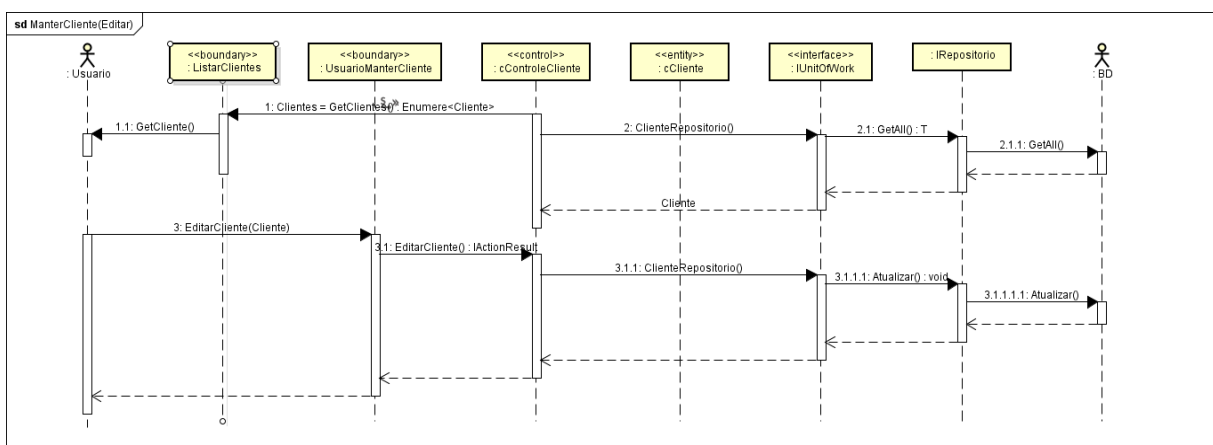 sd ManterCliente(Editar)
: Usuario
<<boundary>>
: ListarClientes
<<boundary>>
: UsuarioManterCliente
<<control>>
: cControleCliente
<<entity>>
: cCliente
<<interface>>
: IUnitOfWork
: IRepositorio
: BD
1: Clientes = GetClientes() : Enumere<Cliente>
1.1: GetCliente()
2: ClienteRepositorio()
2.1: GetAll() : T
2.1.1: GetAll()
Cliente
3: EditarCliente(Cliente)
3.1: EditarCliente() : IActionResult
3.1.1: ClienteRepositorio()
3.1.1.1: Atualizar() : void
3.1.1.1.1: Atualizar()